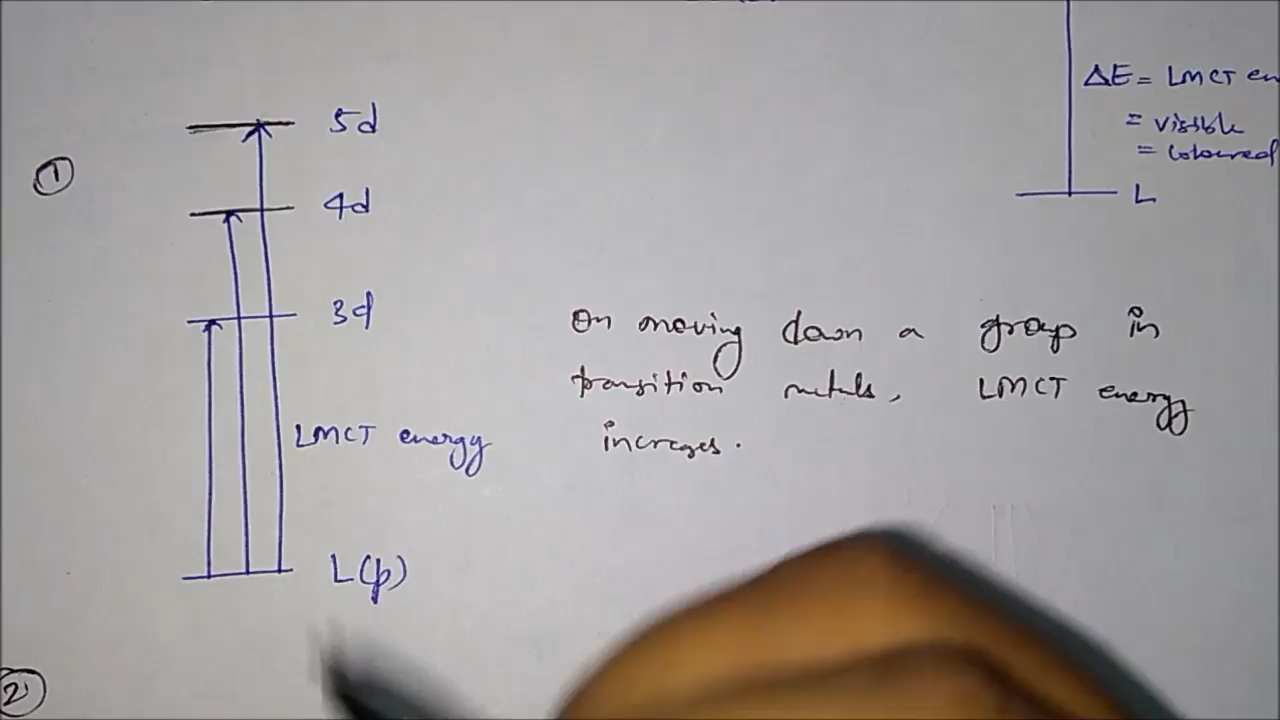 ΔE = LMCT en
= visible
= Coloured
L
①
5d
4d
3d
LMCT energy
L(p)
On moving down a group in
transition metals, LMCT energy
increases.
②